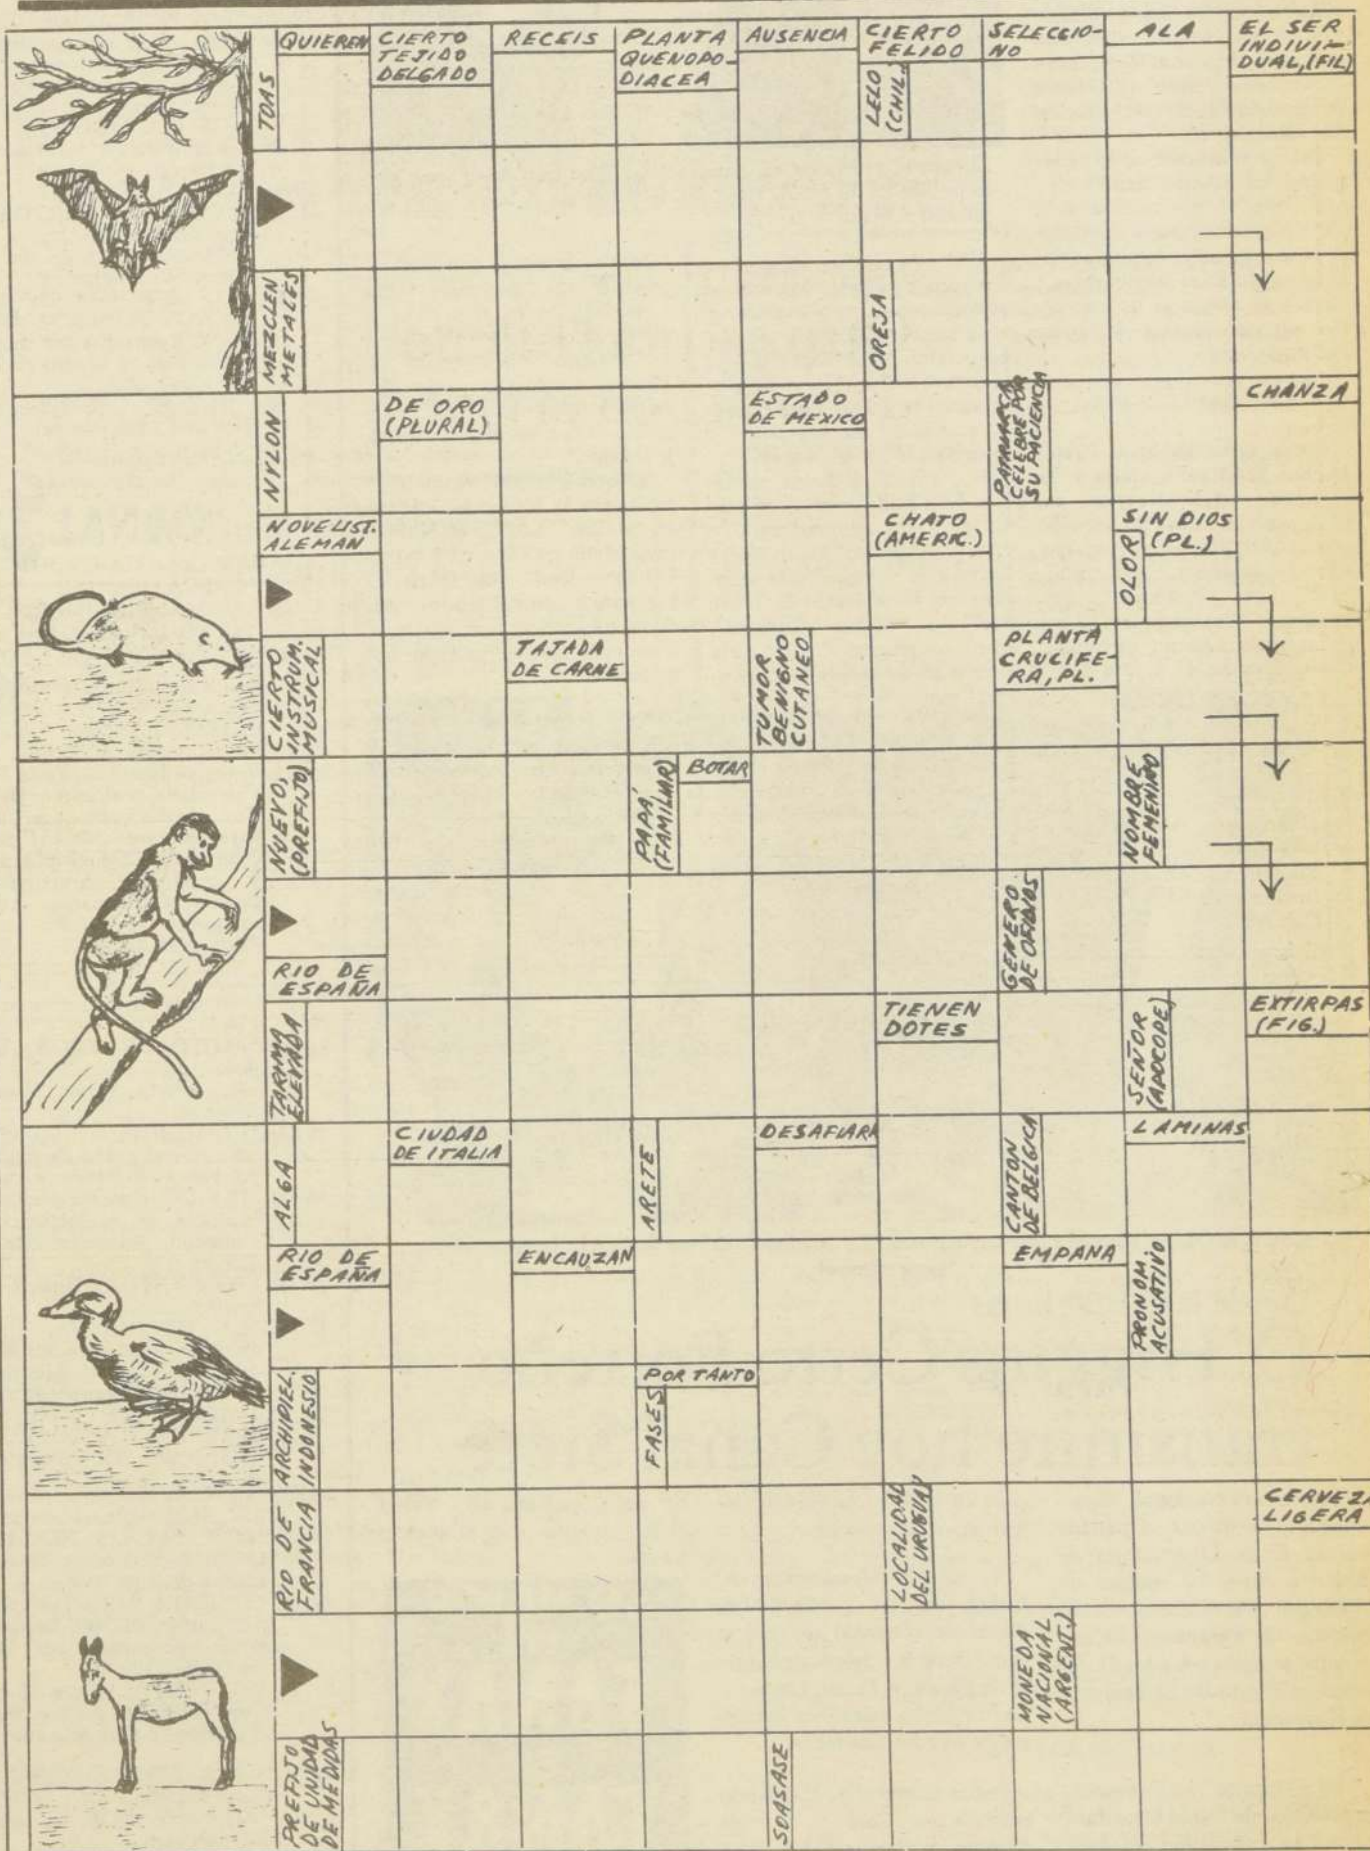 QUIEREN
CIERTO
TEJIDO
DELGADO
RECEIS
PLANTA
QUENOPO-
DIACEA
AUSENCIA
CIERTO
FELIDO
SELECCIO-
NO
ALA
EL SER
INDIVI-
DUAL, (FIL)
TOAS
LELO
(CHIL.)
MEZCLEN
METALES
OREJA
NYLON
DE ORO
(PLURAL)
ESTADO
DE MEXICO
PATRIARCA
CELEBRE POR
SU PACIENCIA
CHANZA
NOVELIST.
ALEMAN
CHATO
(AMERIC.)
OLOR
SIN DIOS
(PL.)
CIERTO
INSTRUM.
MUSICAL
TAJADA
DE CARNE
TUMOR
BENIGNO
CUTANEO
PLANTA
CRUCIFE-
RA, PL.
NUEVO,
(PREFIJO)
PAPÁ
(FAMILIAR)
BOTAR
NOMBRE
FEMENINO
RIO DE
ESPAÑA
GENERO
DE OFIDIOS
TARIMA
ELEVADA
TIENEN
DOTES
SEÑOR
(APOCOPE)
EXTIRPAS
(FIG.)
ALGA
CIUDAD
DE ITALIA
ARETE
DESAFIARA
CANTON
DE BELGICA
LAMINAS
RIO DE
ESPAÑA
ENCAUZAN
EMPANA
PRONOM.
ACUSATIVO
ARCHIPIEL.
INDONESIO
FASES
POR TANTO
RIO DE
FRANCIA
LOCALIDAD
DEL URUGUAY
CERVEZA
LIGERA
MONEDA
NACIONAL
(ARGENT.)
PREFIJO
DE UNIDAD
DE MEDIDAS
SOASASE